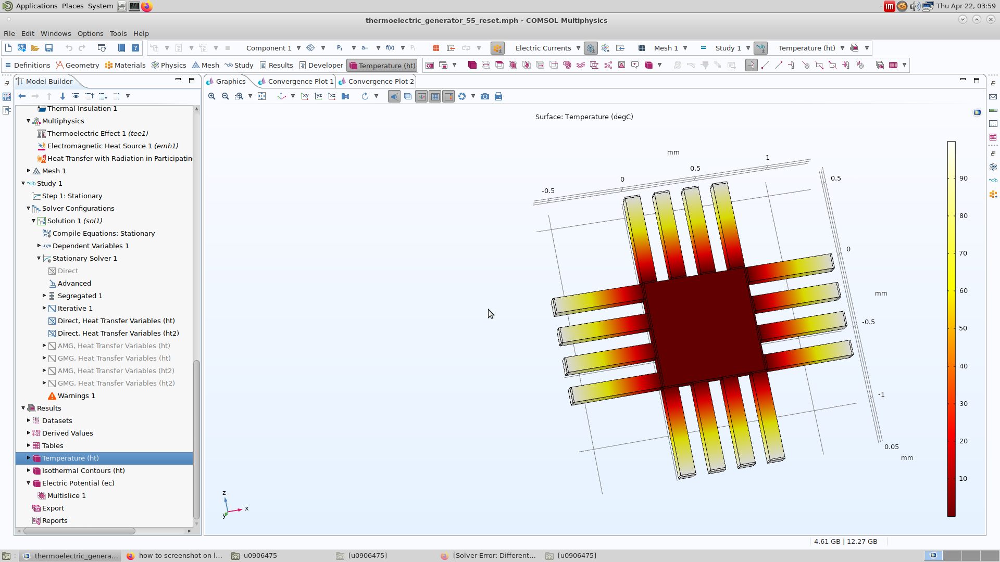 Applications Places System Thu Apr 22, 03:59
thermoelectric_generator_55_reset.mph - COMSOL Multiphysics
File Edit Windows Options Tools Help
Component 1 Pi a= f(x) Pi Electric Currents Mesh 1 Study 1 Temperature (ht)
Definitions Geometry Materials Physics Mesh Study Results Developer Temperature (ht)
Model Builder
Graphics Convergence Plot 1 Convergence Plot 2
xy yz xz
Thermal Insulation 1
Multiphysics
Thermoelectric Effect 1 (tee1)
Electromagnetic Heat Source 1 (emh1)
Heat Transfer with Radiation in Participatin
Mesh 1
Study 1
Step 1: Stationary
Solver Configurations
Solution 1 (sol1)
Compile Equations: Stationary
Dependent Variables 1
Stationary Solver 1
Direct
Advanced
Segregated 1
Iterative 1
Direct, Heat Transfer Variables (ht)
Direct, Heat Transfer Variables (ht2)
AMG, Heat Transfer Variables (ht)
GMG, Heat Transfer Variables (ht)
AMG, Heat Transfer Variables (ht2)
GMG, Heat Transfer Variables (ht2)
Warnings 1
Results
Datasets
Derived Values
Tables
Temperature (ht)
Isothermal Contours (ht)
Electric Potential (ec)
Multislice 1
Export
Reports
Surface: Temperature (degC)
mm
1
0.5
0
-0.5
0.5
0
mm
-0.5
-1
0.05
mm
90
80
70
60
50
40
30
20
10
z
x
y
4.61 GB | 12.27 GB
thermoelectric_genera... how to screenshot on l... u0906475 [u0906475] [Solver Error: Different... [u0906475]